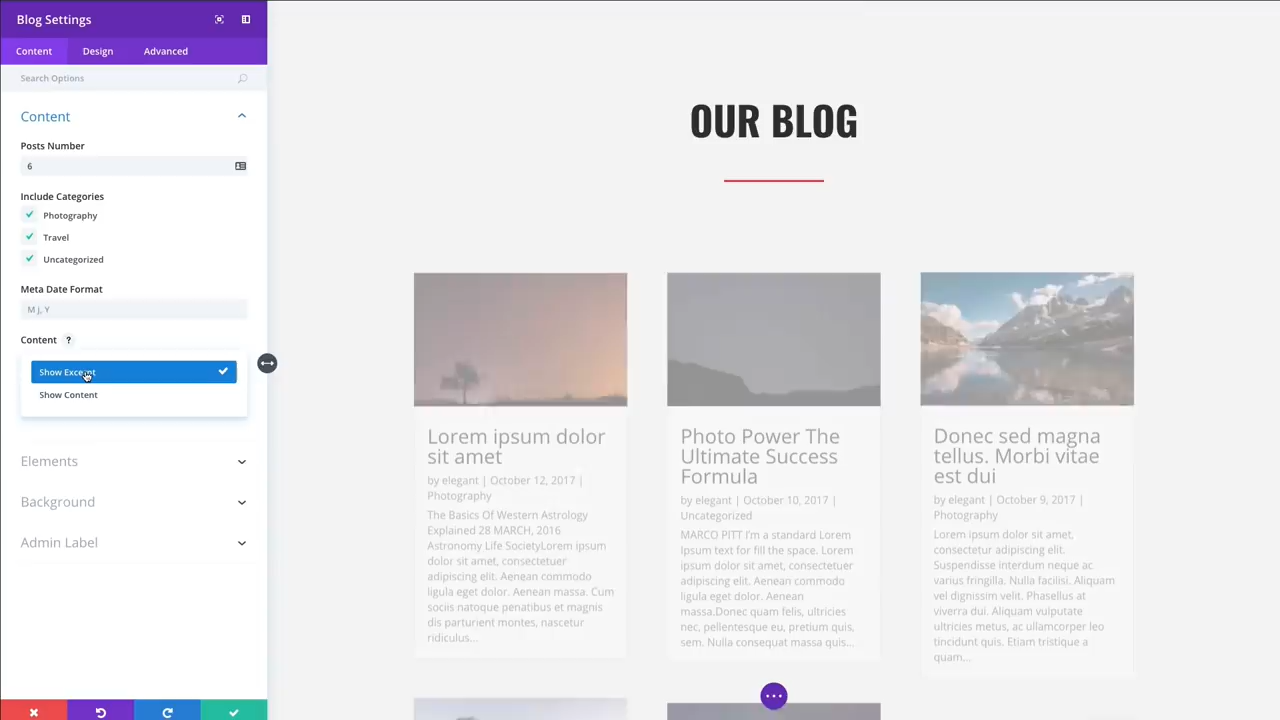 Blog Settings
Content
Design
Advanced
Search Options
Content
Posts Number
6
Include Categories
Photography
Travel
Uncategorized
Meta Date Format
M j, Y
Content ?
Show Excerpt
Show Content
Elements
Background
Admin Label
OUR BLOG
Lorem ipsum dolor
sit amet
by elegant | October 12, 2017 |
Photography
The Basics Of Western Astrology
Explained 28 MARCH, 2016
Astronomy Life SocietyLorem ipsum
dolor sit amet, consectetuer
adipiscing elit. Aenean commodo
ligula eget dolor. Aenean massa. Cum
sociis natoque penatibus et magnis
dis parturient montes, nascetur
ridiculus...
Photo Power The
Ultimate Success
Formula
by elegant | October 10, 2017 |
Uncategorized
MARCO PITT I'm a standard Lorem
Ipsum text for fill the space. Lorem
ipsum dolor sit amet, consectetuer
adipiscing elit. Aenean commodo
ligula eget dolor. Aenean
massa.Donec quam felis, ultricies
nec, pellentesque eu, pretium quis,
sem. Nulla consequat massa quis...
Donec sed magna
tellus. Morbi vitae
est dui
by elegant | October 9, 2017 |
Photography
Lorem ipsum dolor sit amet,
consectetur adipiscing elit.
Suspendisse interdum neque ac
varius fringilla. Nulla facilisi. Aliquam
vel dignissim velit. Phasellus at
viverra dui. Aliquam vulputate
ultricies metus, ac ullamcorper leo
tincidunt quis. Etiam tristique a
quam...